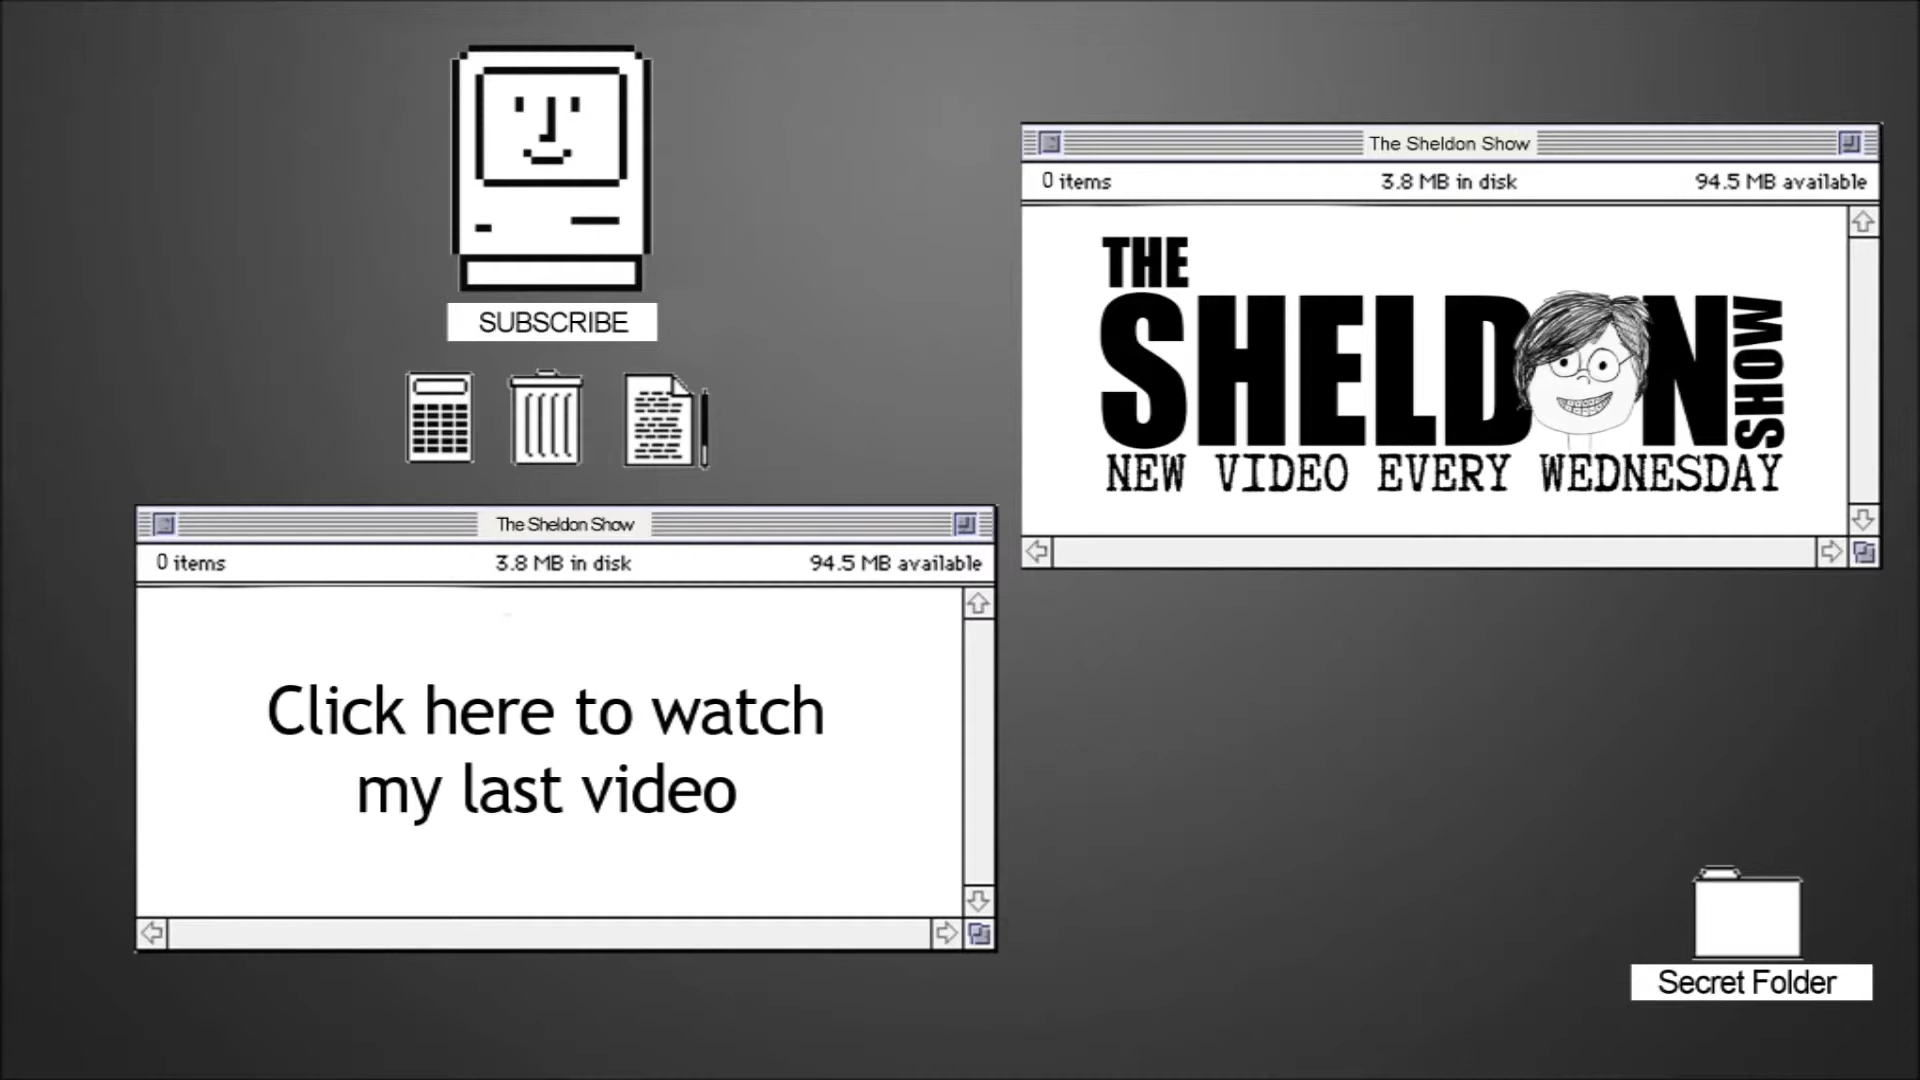 SUBSCRIBE
The Sheldon Show
0 items 3.8 MB in disk 94.5 MB available
THE
SHELDON SHOW
NEW VIDEO EVERY WEDNESDAY
The Sheldon Show
0 items 3.8 MB in disk 94.5 MB available
Click here to watch
my last video
Secret Folder